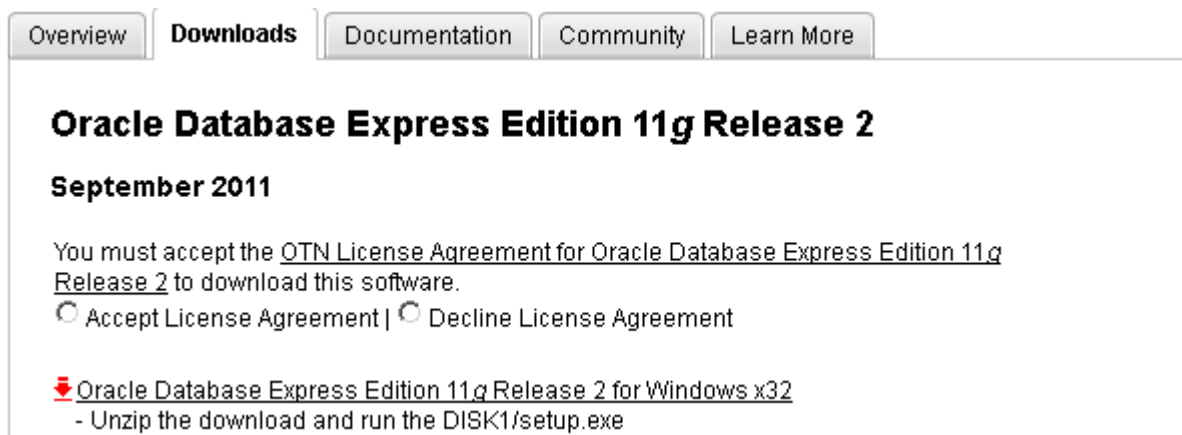 Overview Downloads Documentation Community Learn More
Oracle Database Express Edition 11g Release 2
September 2011
You must accept the OTN License Agreement for Oracle Database Express Edition 11g
Release 2 to download this software.
Accept License Agreement | Decline License Agreement
Oracle Database Express Edition 11g Release 2 for Windows x32
- Unzip the download and run the DISK1/setup.exe